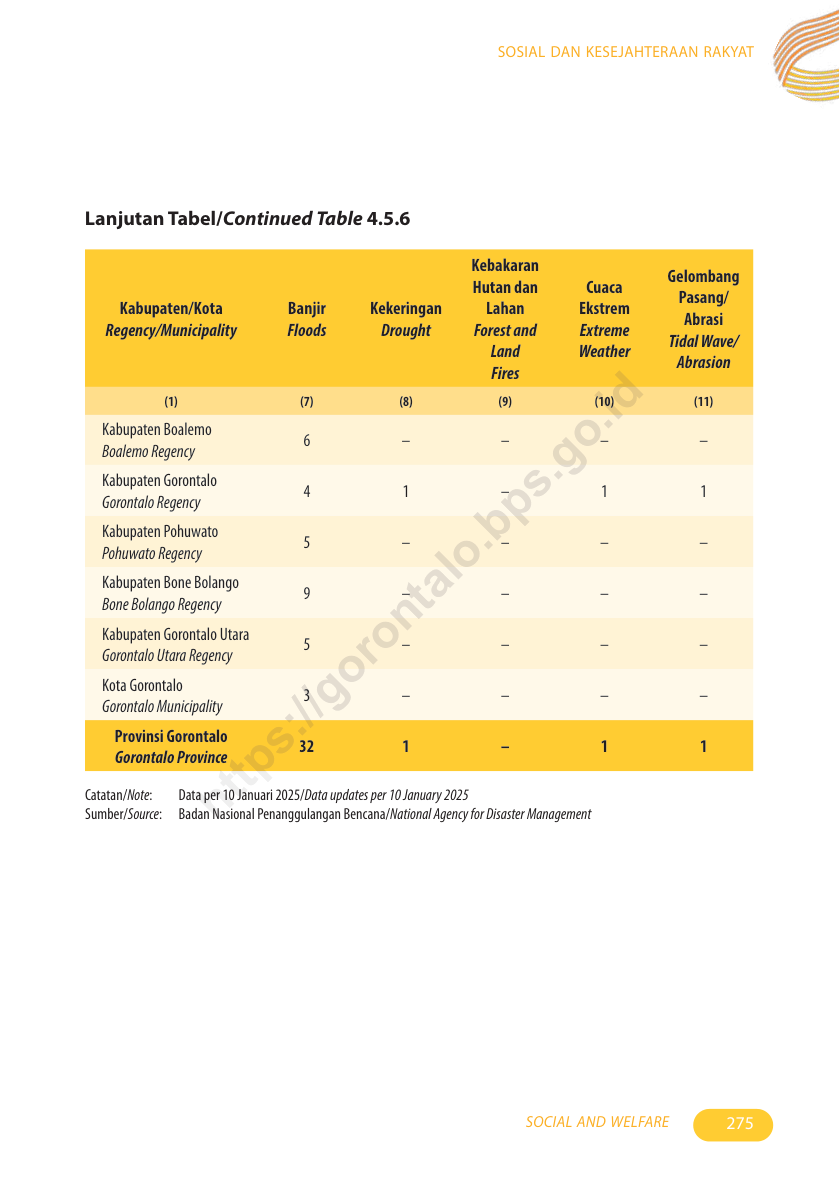 SOSIAL DAN KESEJAHTERAAN RAKYAT
Lanjutan Tabel/Continued Table 4.5.6
Kabupaten/Kota
Regency/Municipality
Banjir
Floods
Kekeringan
Drought
Kebakaran
Hutan dan
Lahan
Forest and
Land
Fires
Cuaca
Ekstrem
Extreme
Weather
Gelombang
Pasang/
Abrasi
Tidal Wave/
Abrasion
(1) (7) (8) (9) (10) (11)
Kabupaten Boalemo
Boalemo Regency
6 – – – –
Kabupaten Gorontalo
Gorontalo Regency
4 1 – 1 1
Kabupaten Pohuwato
Pohuwato Regency
5 – – – –
Kabupaten Bone Bolango
Bone Bolango Regency
9 – – – –
Kabupaten Gorontalo Utara
Gorontalo Utara Regency
5 – – – –
Kota Gorontalo
Gorontalo Municipality
3 – – – –
Provinsi Gorontalo
Gorontalo Province
32 1 – 1 1
Catatan/Note: Data per 10 Januari 2025/Data updates per 10 January 2025
Sumber/Source: Badan Nasional Penanggulangan Bencana/National Agency for Disaster Management
https://gorontalo.bps.go.id
SOCIAL AND WELFARE 275